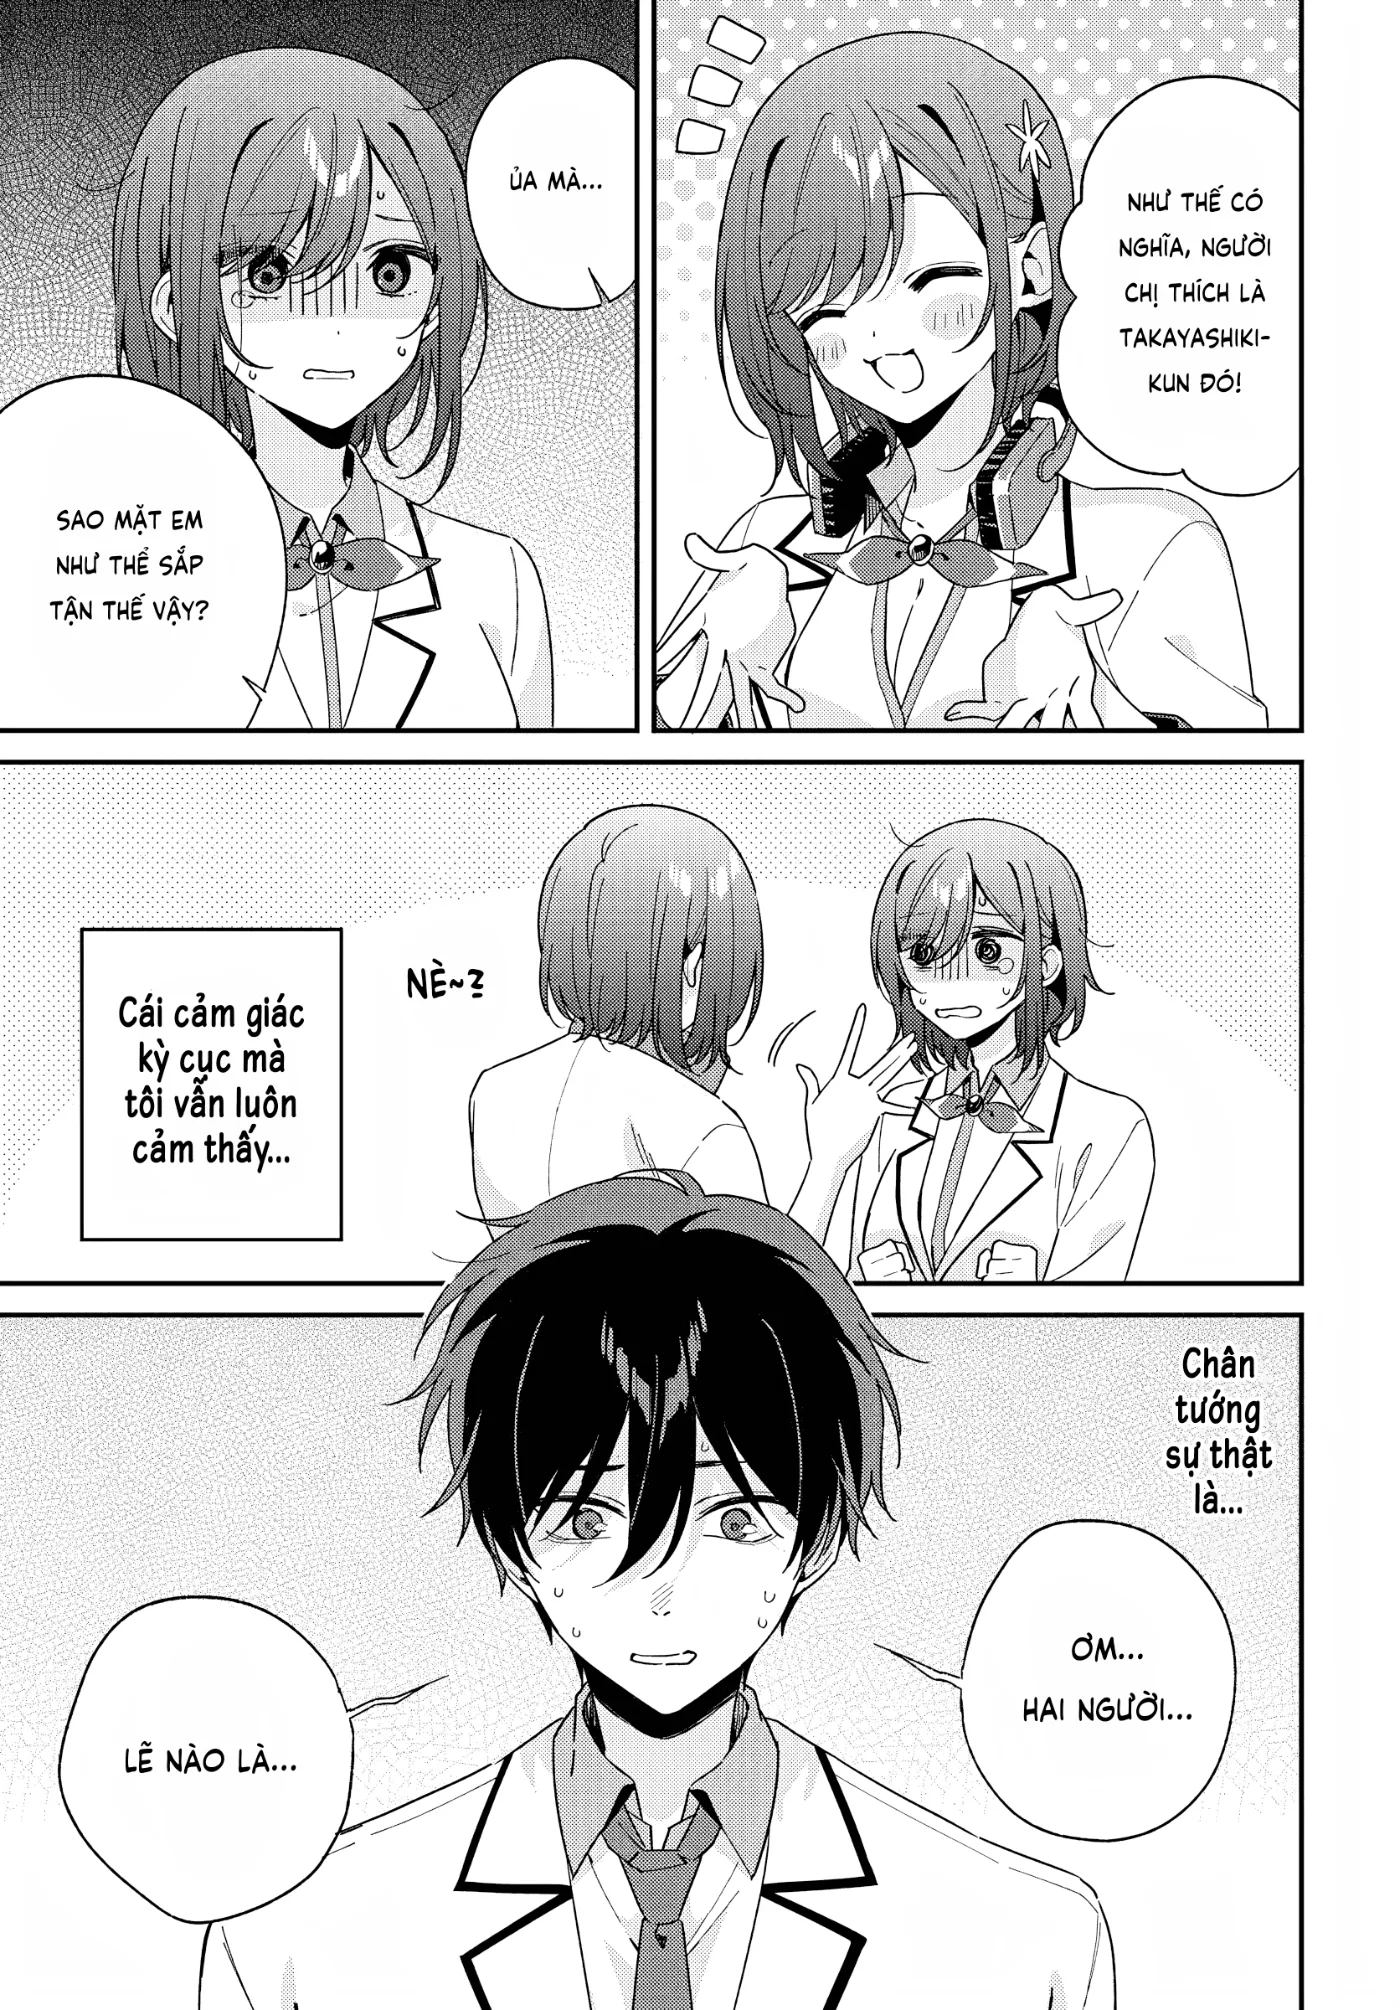 NHƯ THẾ CÓ
NGHĨA, NGƯỜI
CHỊ THÍCH LÀ
TAKAYASHIKI-
KUN ĐÓ!
ỦA MÀ...
SAO MẶT EM
NHƯ THỂ SẮP
TẬN THẾ VẬY?
NÈ~?
Cái cảm giác
kỳ cục mà
tôi vẫn luôn
cảm thấy...
Chân
tướng
sự thật
là...
ƠM...
HAI NGƯỜI...
LẼ NÀO LÀ...